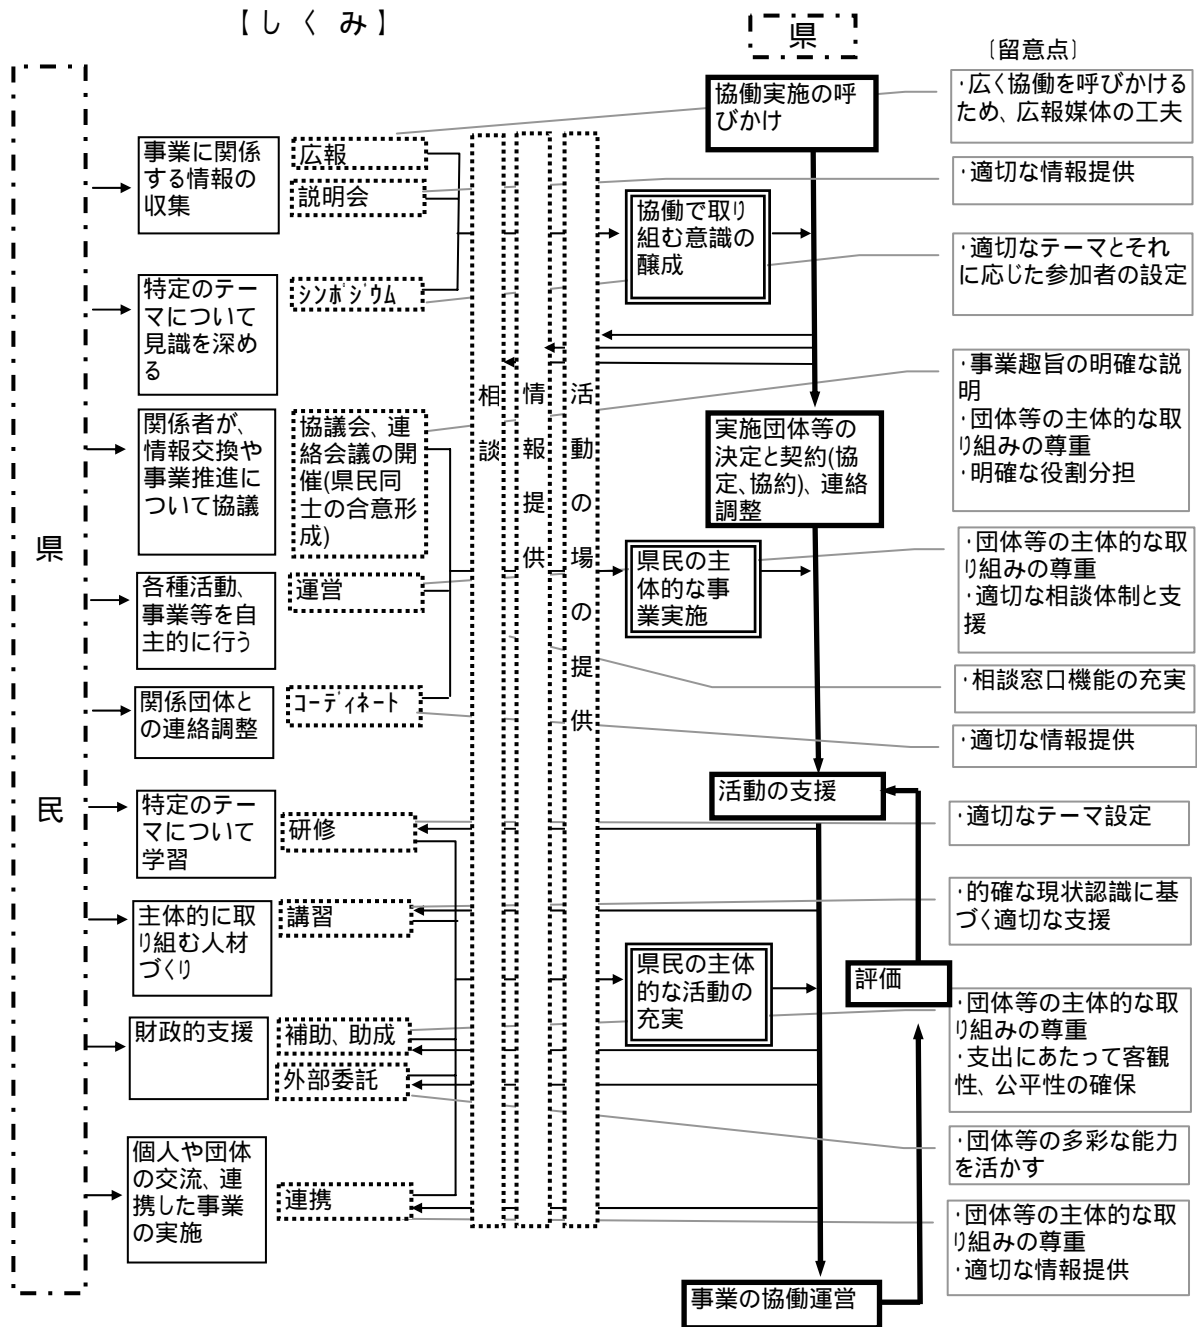 【しくみ】
県
〔留意点〕
県
民
事業に関係
する情報の
収集
特定のテー
マについて
見識を深め
る
関係者が、
情報交換や
事業推進に
ついて協議
各種活動、
事業等を自
主的に行う
関係団体と
の連絡調整
特定のテー
マについて
学習
主体的に取
り組む人材
づくり
財政的支援
個人や団体
の交流、連
携した事業
の実施
広報
説明会
シンポジウム
協議会、連
絡会議の開
催(県民同
士の合意形
成)
運営
コーディネート
研修
講習
補助、助成
外部委託
連携
相談
情報提供
活動の場の提供
協働で取り
組む意識の
醸成
県民の主
体的な事
業実施
県民の主体
的な活動の
充実
協働実施の呼
びかけ
実施団体等の
決定と契約(協
定、協約)、連絡
調整
活動の支援
評価
事業の協働運営
・広く協働を呼びかける
ため、広報媒体の工夫
・適切な情報提供
・適切なテーマとそれ
に応じた参加者の設定
・事業趣旨の明確な説
明
・団体等の主体的な取
り組みの尊重
・明確な役割分担
・団体等の主体的な取
り組みの尊重
・適切な相談体制と支
援
・相談窓口機能の充実
・適切な情報提供
・適切なテーマ設定
・的確な現状認識に基
づく適切な支援
・団体等の主体的な取
り組みの尊重
・支出にあたって客観
性、公平性の確保
・団体等の多彩な能力
を活かす
・団体等の主体的な取
り組みの尊重
・適切な情報提供